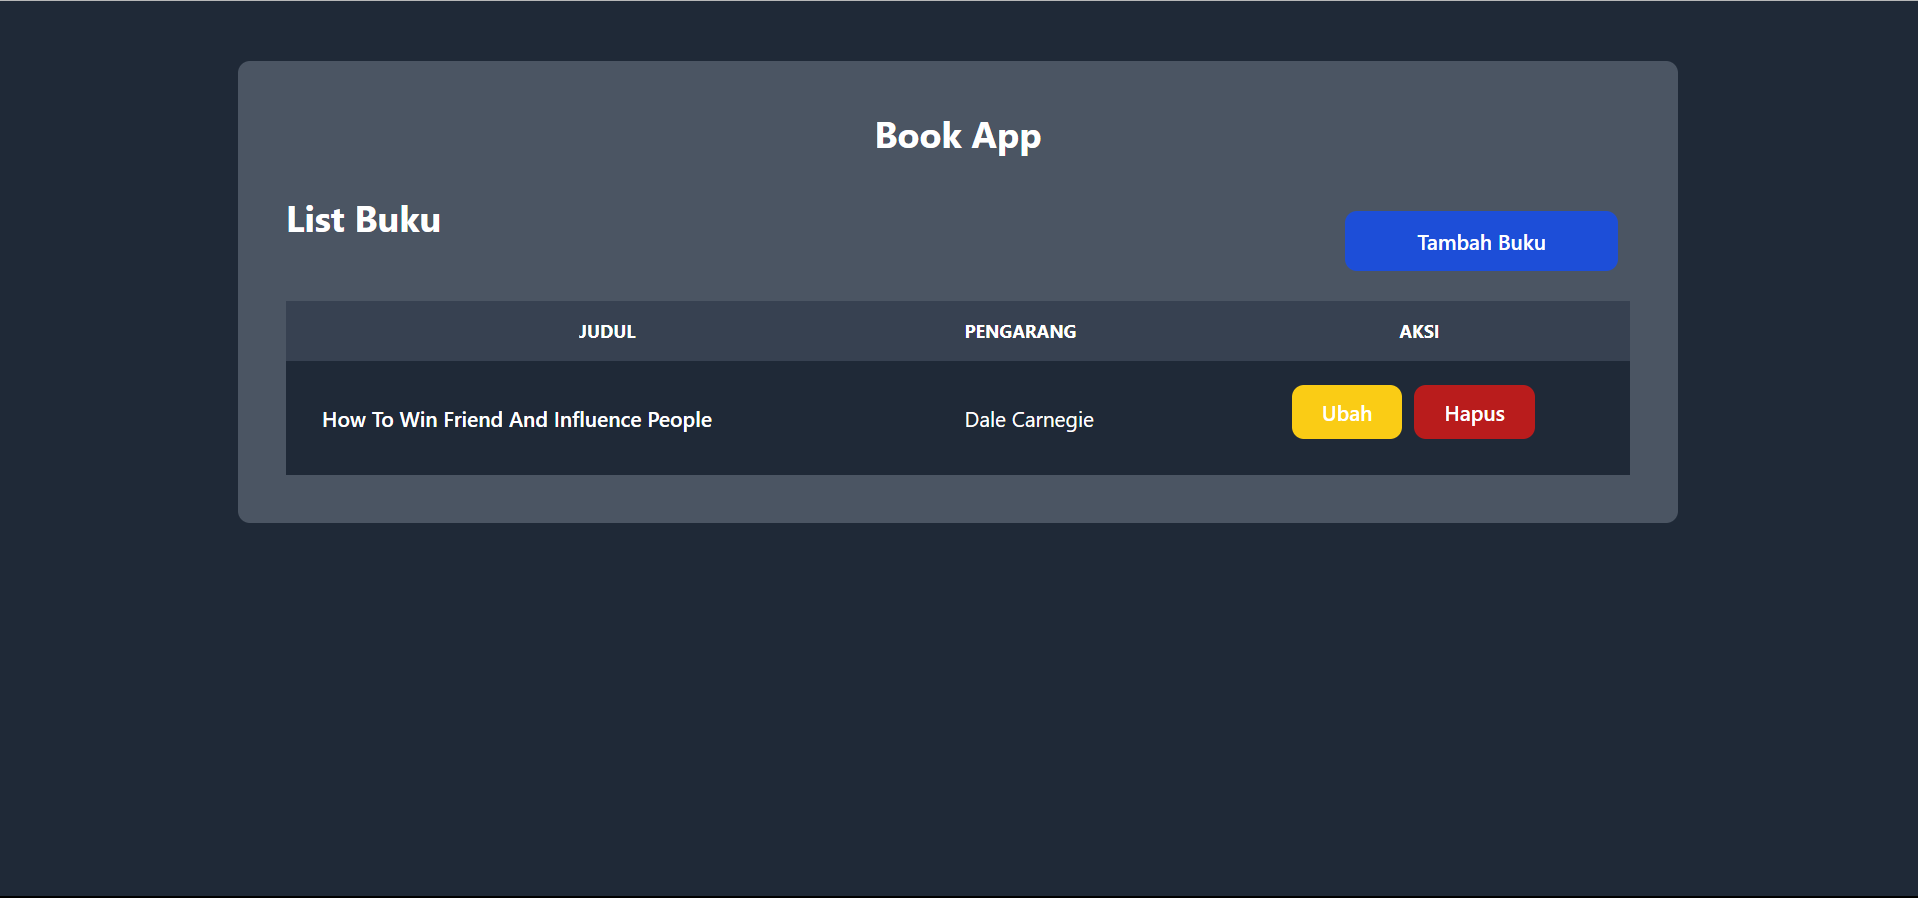 Book App
List Buku
Tambah Buku
JUDUL PENGARANG AKSI
How To Win Friend And Influence People Dale Carnegie Ubah Hapus